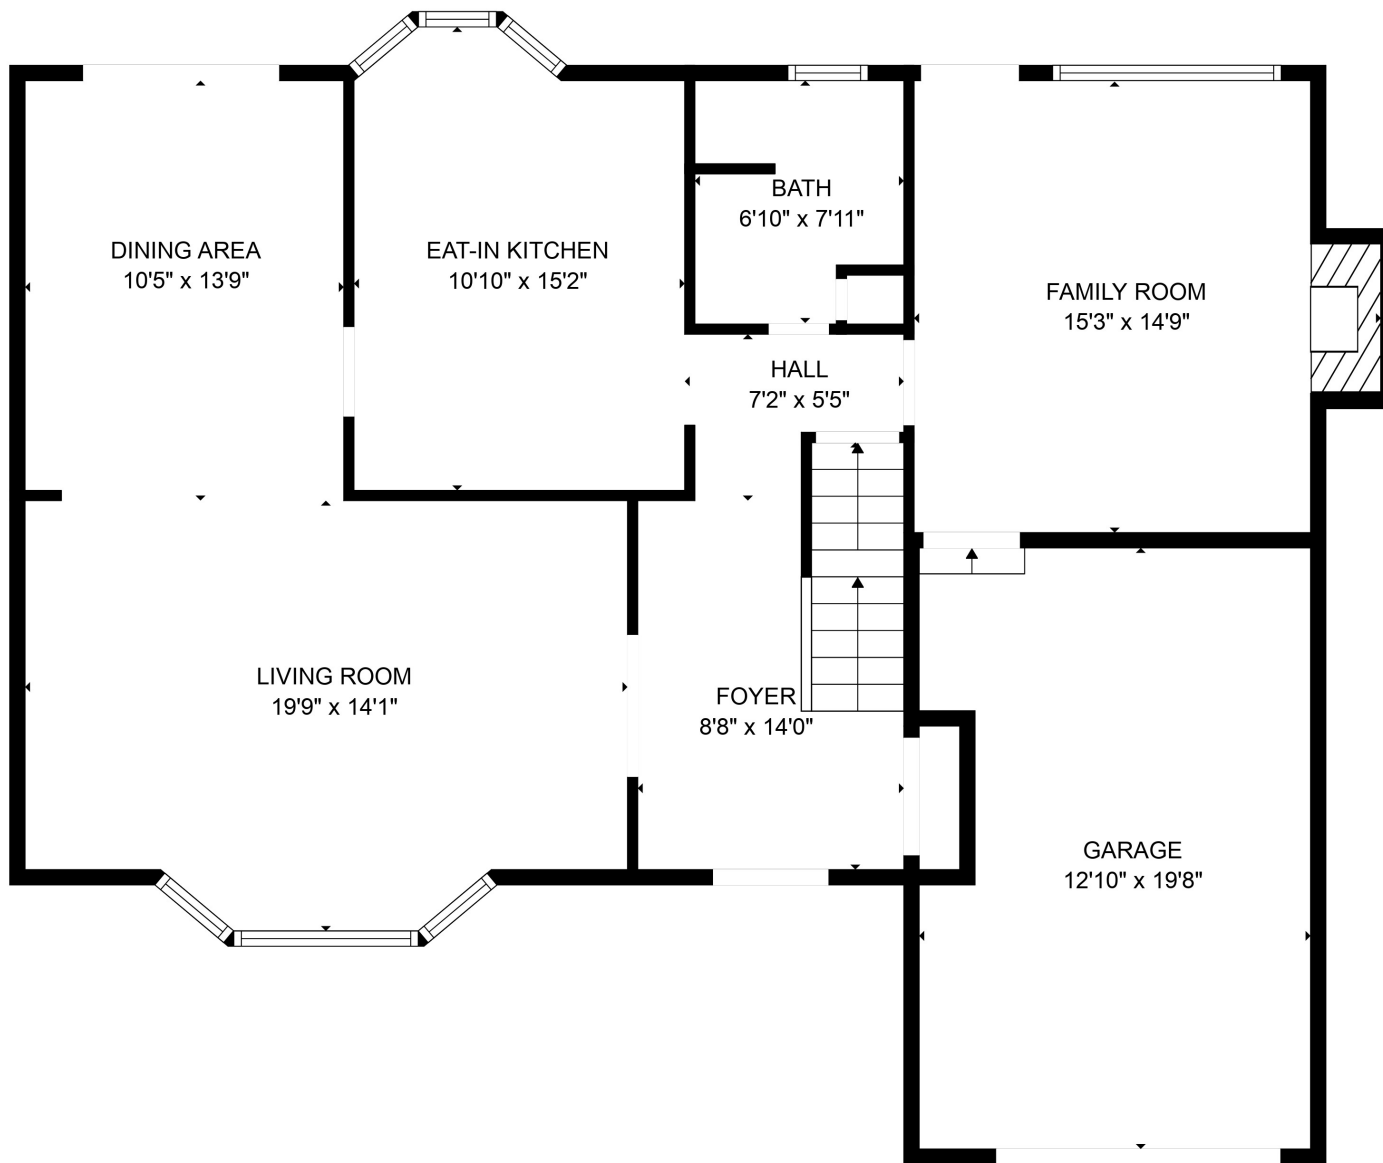 DINING AREA
10'5" x 13'9"
EAT-IN KITCHEN
10'10" x 15'2"
BATH
6'10" x 7'11"
FAMILY ROOM
15'3" x 14'9"
HALL
7'2" x 5'5"
LIVING ROOM
19'9" x 14'1"
FOYER
8'8" x 14'0"
GARAGE
12'10" x 19'8"